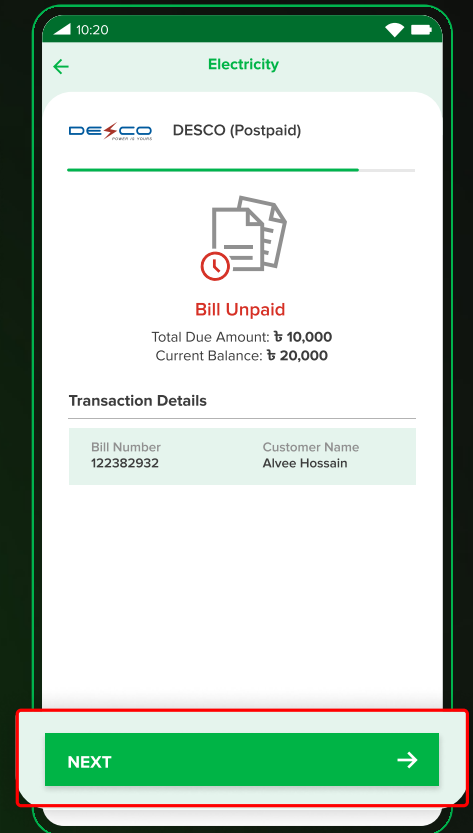 10:20
Electricity
DESCO
POWER IS YOURS
DESCO (Postpaid)
Bill Unpaid
Total Due Amount: ৳ 10,000
Current Balance: ৳ 20,000
Transaction Details
Bill Number
Customer Name
122382932
Alvee Hossain
NEXT